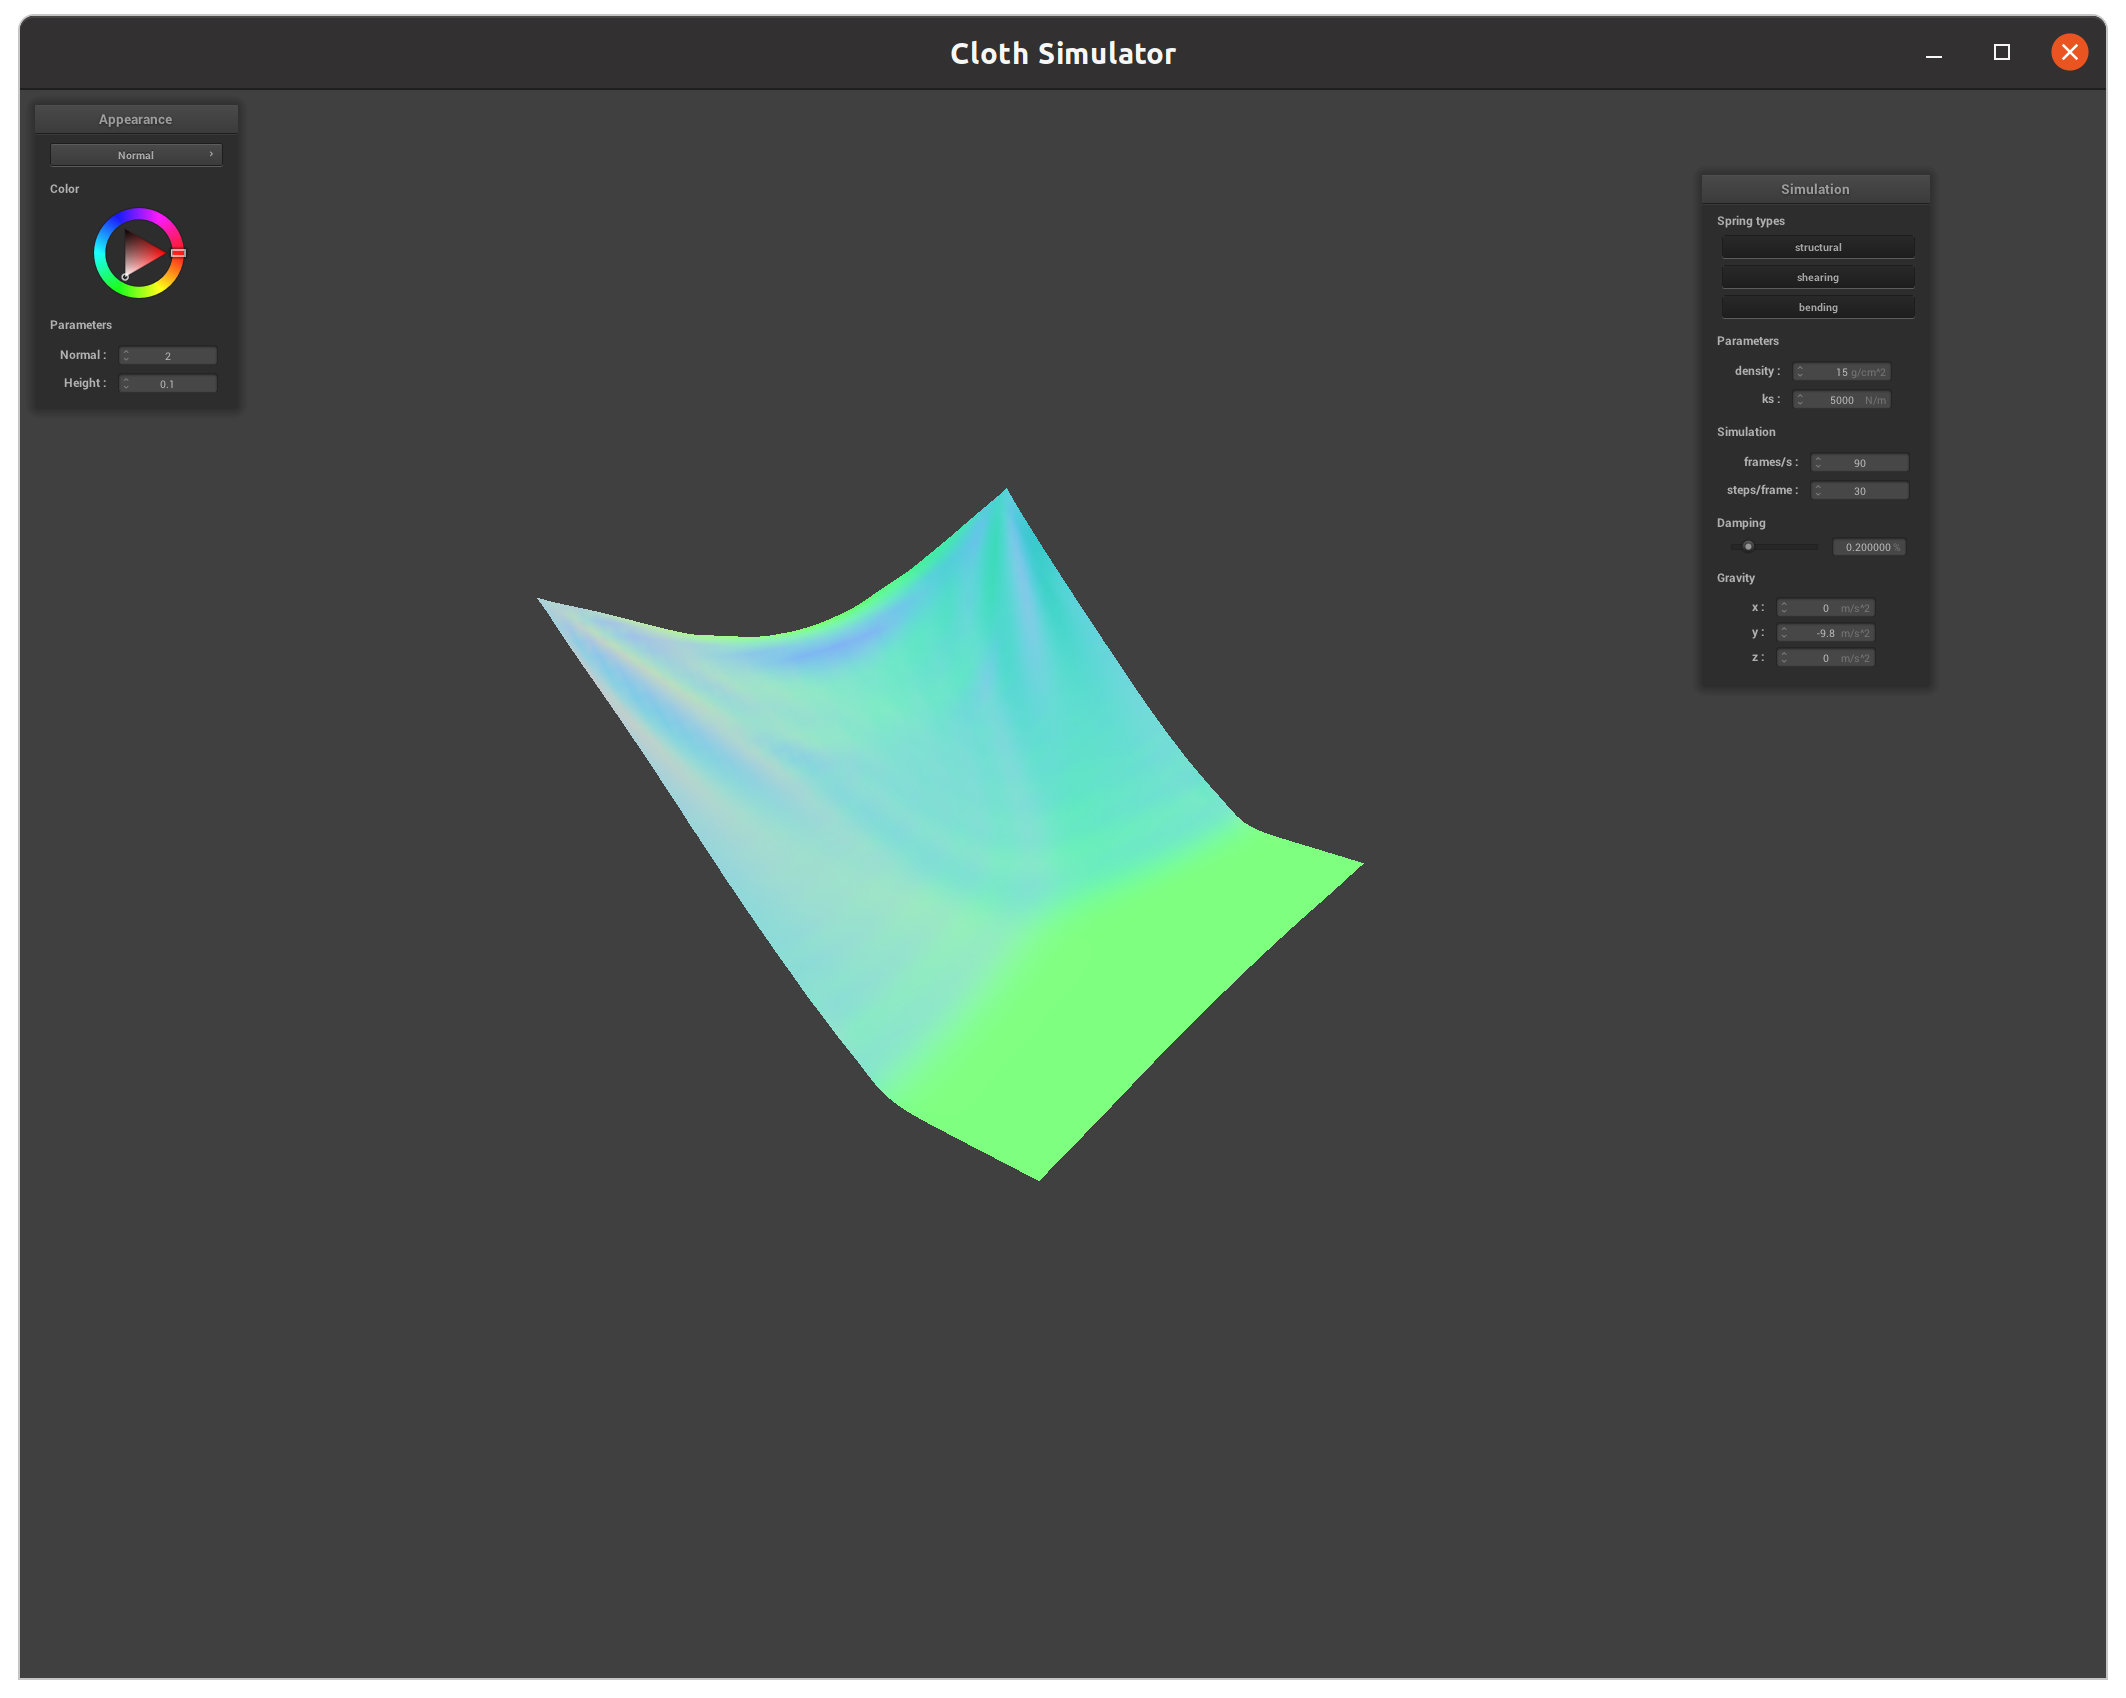 Cloth Simulator
Appearance
Normal
Color
Parameters
Normal : 2
Height : 0.1
Simulation
Spring types
structural
shearing
bending
Parameters
density : 15 g/cm^2
ks : 5000 N/m
Simulation
frames/s : 90
steps/frame : 30
Damping
0.200000 %
Gravity
x : 0 m/s^2
y : -9.8 m/s^2
z : 0 m/s^2